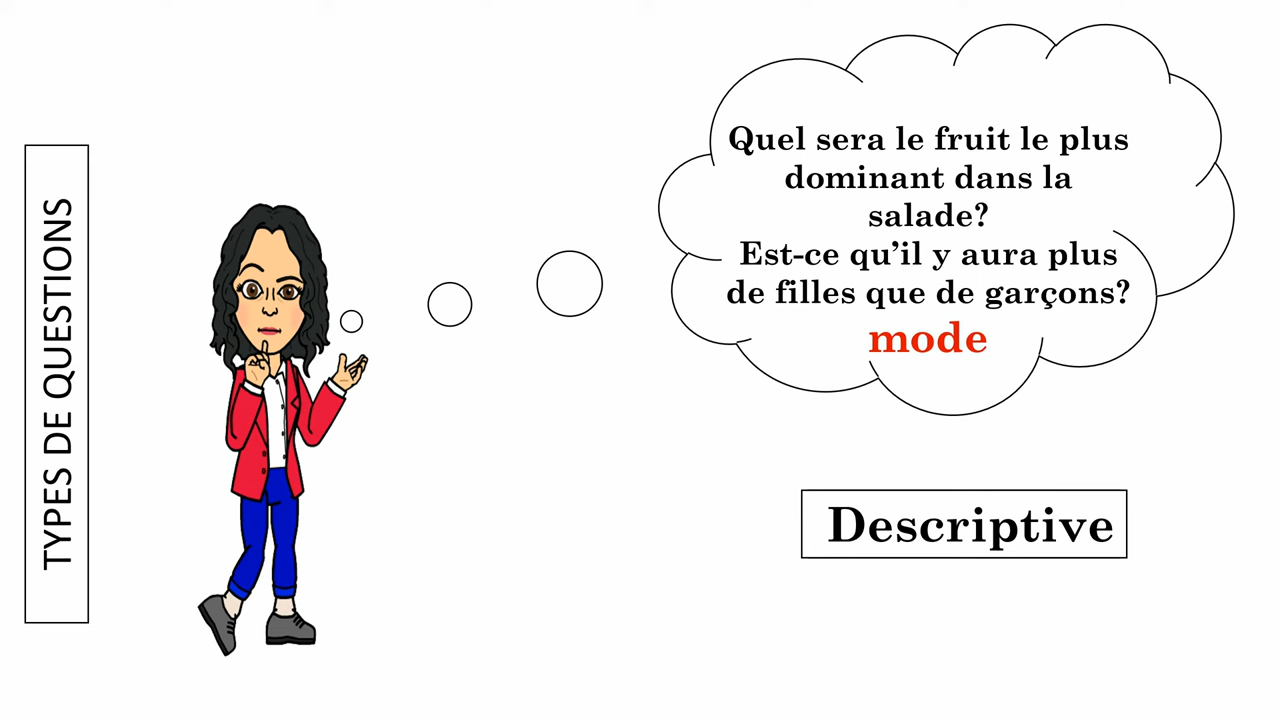 TYPES DE QUESTIONS
Quel sera le fruit le plus
dominant dans la
salade?
Est-ce qu’il y aura plus
de filles que de garçons?
mode
Descriptive